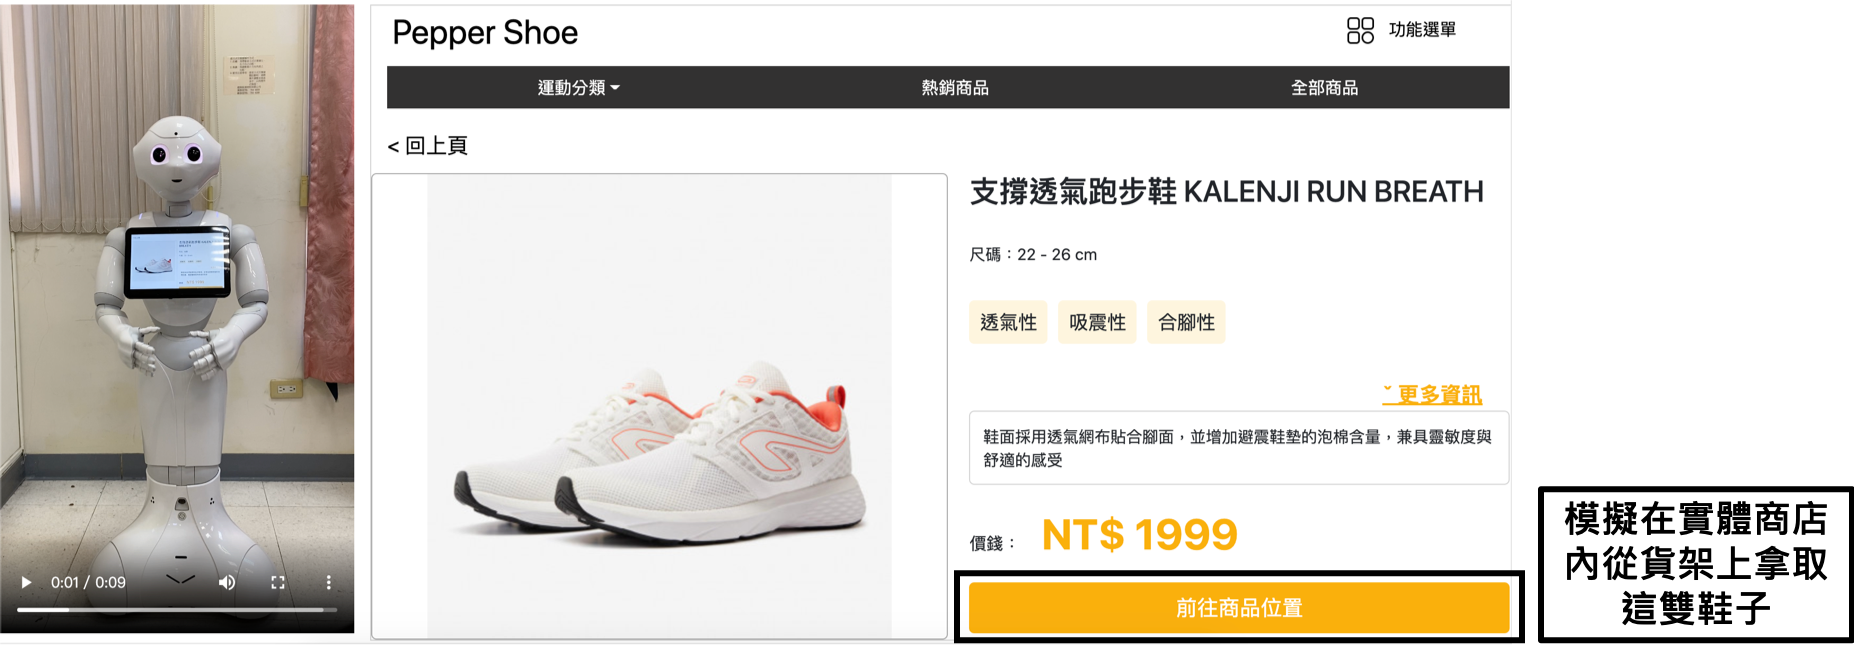 Pepper Shoe
功能選單
運動分類
熱銷商品
全部商品
< 回上頁
支撐透氣跑步鞋 KALENJI RUN BREATH
尺碼：22 - 26 cm
透氣性
吸震性
合腳性
ˇ 更多資訊
鞋面採用透氣網布貼合腳面，並增加避震鞋墊的泡棉含量，兼具靈敏度與
舒適的感受
價錢： NT$ 1999
前往商品位置
模擬在實體商店
內從貨架上拿取
這雙鞋子
0:01 / 0:09